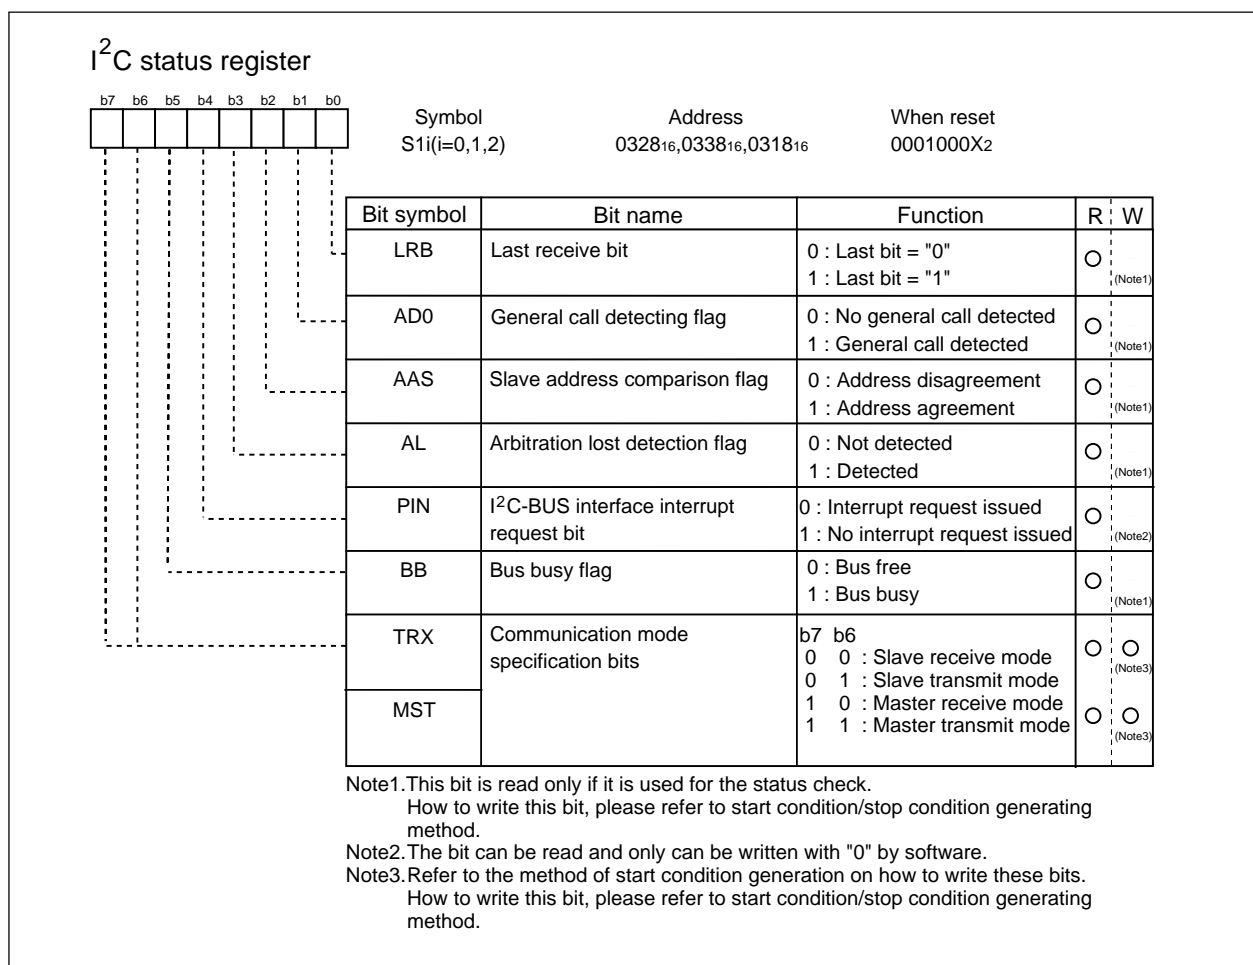 I2C status register
b7 b6 b5 b4 b3 b2 b1 b0
Symbol Address When reset
S1i(i=0,1,2) 032816,033816,031816 0001000X2
Bit symbol Bit name Function R W
LRB Last receive bit 0 : Last bit = "0"
1 : Last bit = "1" (Note1)
AD0 General call detecting flag 0 : No general call detected
1 : General call detected (Note1)
AAS Slave address comparison flag 0 : Address disagreement
1 : Address agreement (Note1)
AL Arbitration lost detection flag 0 : Not detected
1 : Detected (Note1)
PIN I2C-BUS interface interrupt 0 : Interrupt request issued
request bit 1 : No interrupt request issued (Note2)
BB Bus busy flag 0 : Bus free
1 : Bus busy (Note1)
TRX Communication mode b7 b6
specification bits 0 0 : Slave receive mode
0 1 : Slave transmit mode (Note3)
MST 1 0 : Master receive mode
1 1 : Master transmit mode (Note3)
Note1.This bit is read only if it is used for the status check.
How to write this bit, please refer to start condition/stop condition generating
method.
Note2.The bit can be read and only can be written with "0" by software.
Note3.Refer to the method of start condition generation on how to write these bits.
How to write this bit, please refer to start condition/stop condition generating
method.